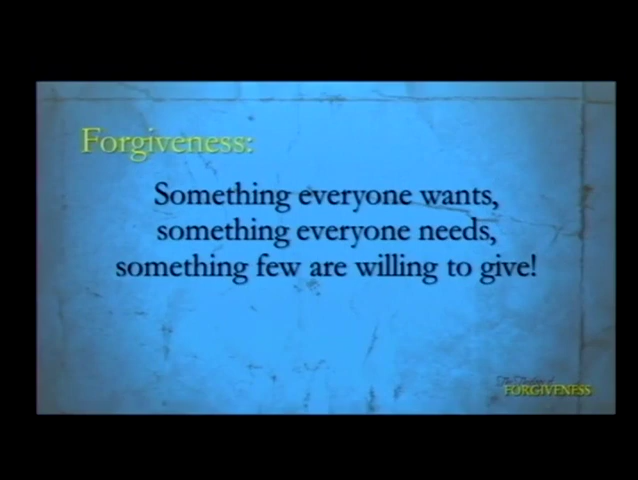 Forgiveness:
Something everyone wants,
something everyone needs,
something few are willing to give!
FORGIVENESS